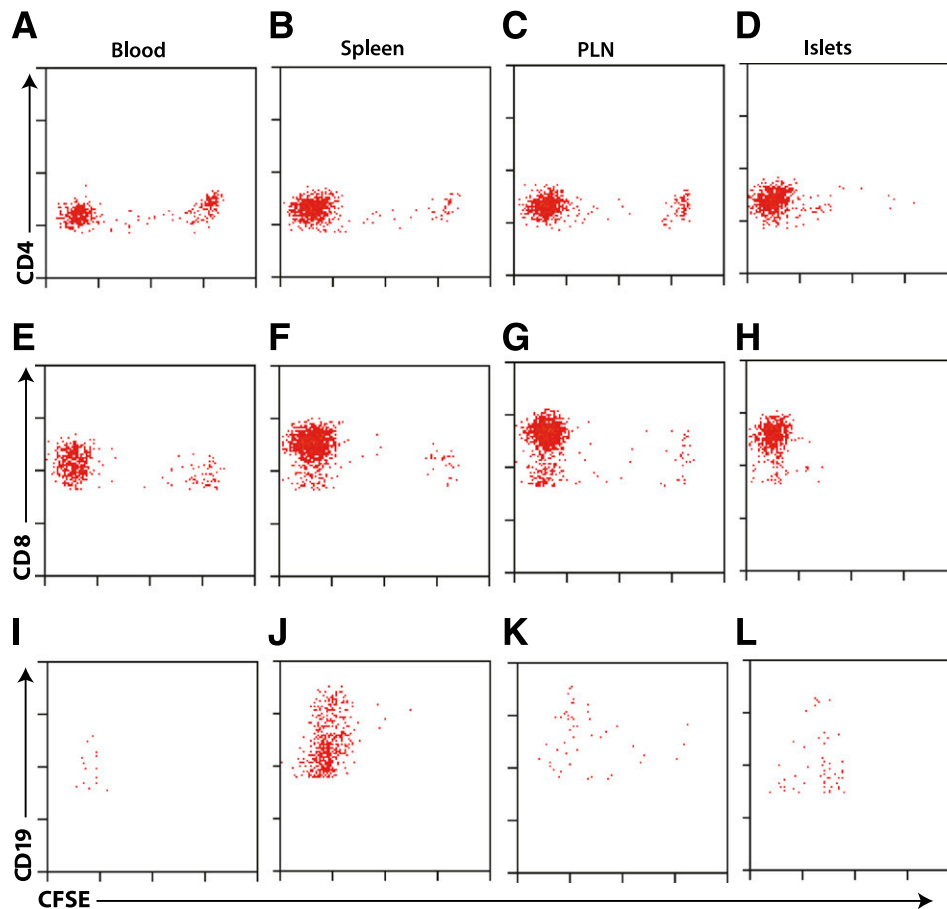 A B C D
Blood Spleen PLN Islets
CD4
E F G H
CD8
I J K L
CD19
CFSE